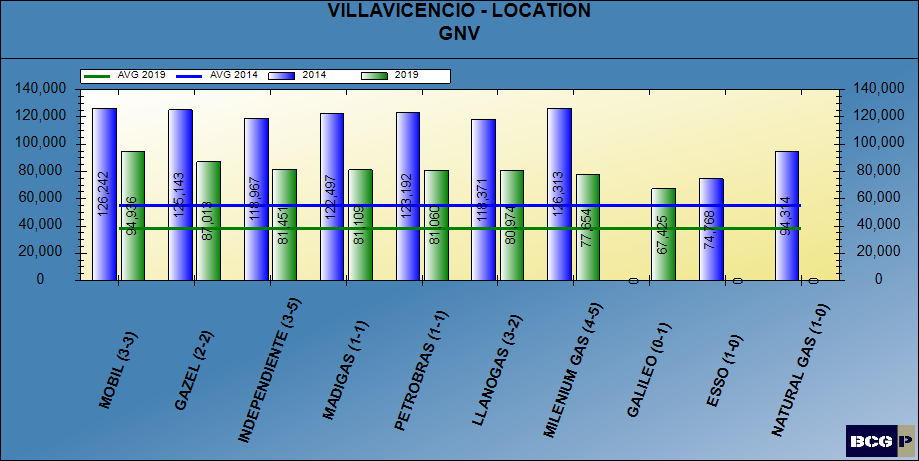 VILLAVICENCIO - LOCATION
GNV
AVG 2019 AVG 2014 2014 2019
140,000 140,000
120,000 120,000
100,000 100,000
80,000 80,000
60,000 60,000
40,000 40,000
20,000 20,000
0 0
126,242 94,936 125,143 87,013 118,967 81,451 122,497 81,109 123,192 81,060 118,371 80,974 126,313 77,654 0 67,425 74,768 0 94,314 0
MOBIL (3-3) GAZEL (2-2) INDEPENDIENTE (3-5) MADIGAS (1-1) PETROBRAS (1-1) LLANOGAS (3-2) MILENIUM GAS (4-5) GALILEO (0-1) ESSO (1-0) NATURAL GAS (1-0)
BCG P